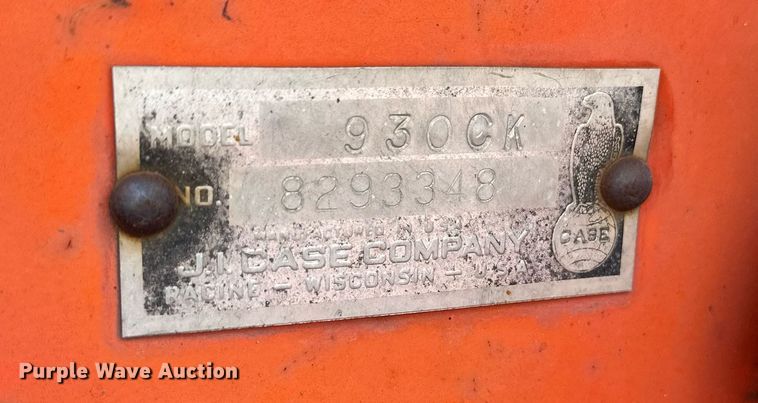 MODEL 930CK
NO. 8293348
MANUFACTURED IN U.S.A.
J.I. CASE COMPANY
RACINE - WISCONSIN - U.S.A.
CASE
Purple Wave Auction